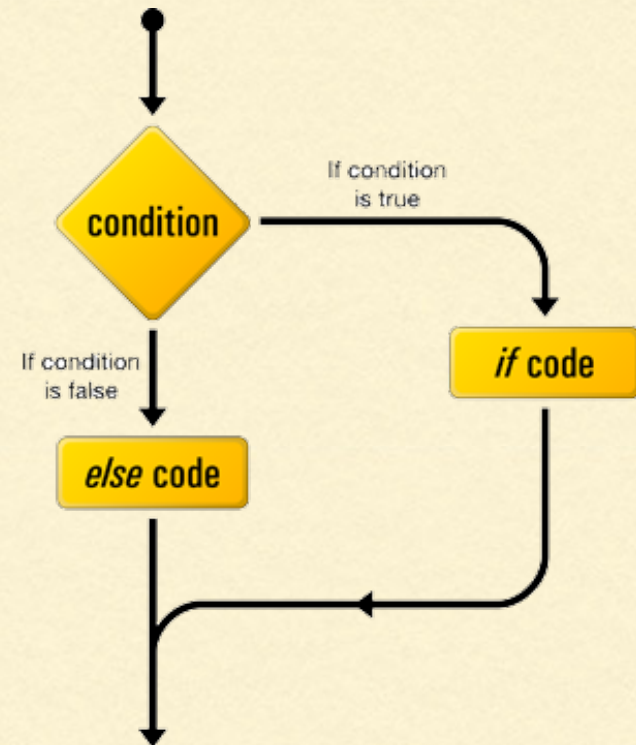 condition
If condition
is true
If condition
is false
if code
else code